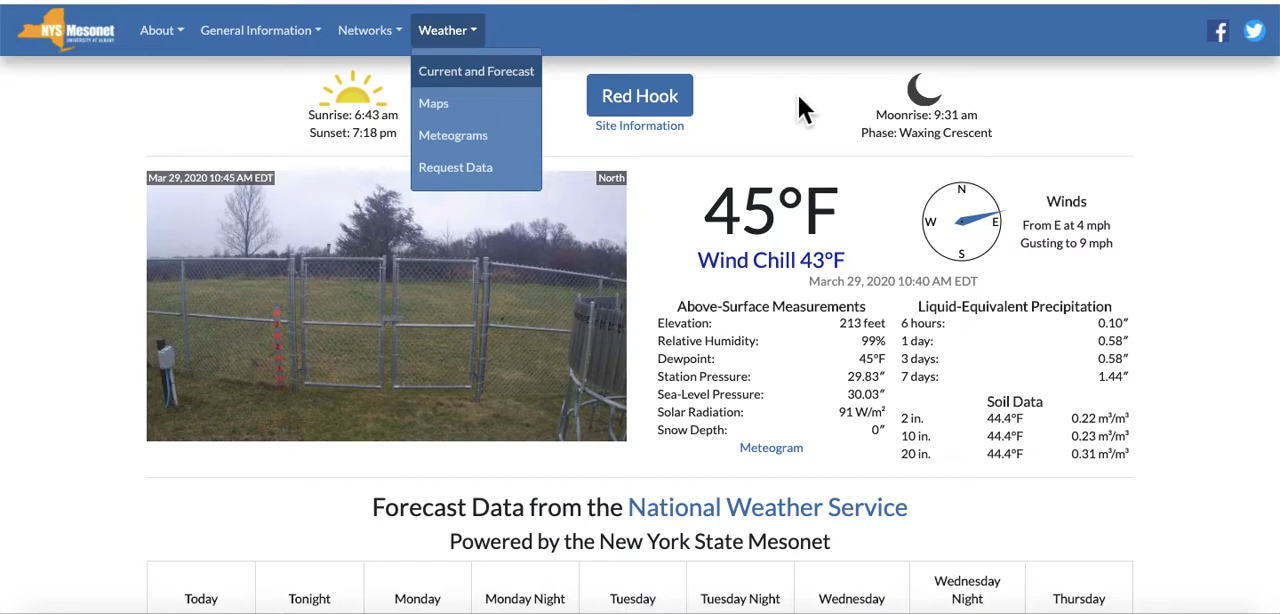 NYS Mesonet
UNIVERSITY AT ALBANY
About
General Information
Networks
Weather
Current and Forecast
Maps
Meteograms
Request Data
Sunrise: 6:43 am
Sunset: 7:18 pm
Red Hook
Site Information
Moonrise: 9:31 am
Phase: Waxing Crescent
Mar 29, 2020 10:45 AM EDT
North
45°F
Wind Chill 43°F
N
W
E
S
Winds
From E at 4 mph
Gusting to 9 mph
March 29, 2020 10:40 AM EDT
Above-Surface Measurements
Elevation: 213 feet
Relative Humidity: 99%
Dewpoint: 45°F
Station Pressure: 29.83″
Sea-Level Pressure: 30.03″
Solar Radiation: 91 W/m²
Snow Depth: 0″
Meteogram
Liquid-Equivalent Precipitation
6 hours: 0.10″
1 day: 0.58″
3 days: 0.58″
7 days: 1.44″
Soil Data
2 in. 44.4°F 0.22 m³/m³
10 in. 44.4°F 0.23 m³/m³
20 in. 44.4°F 0.31 m³/m³
Forecast Data from the National Weather Service
Powered by the New York State Mesonet
Today
Tonight
Monday
Monday Night
Tuesday
Tuesday Night
Wednesday
Wednesday
Night
Thursday